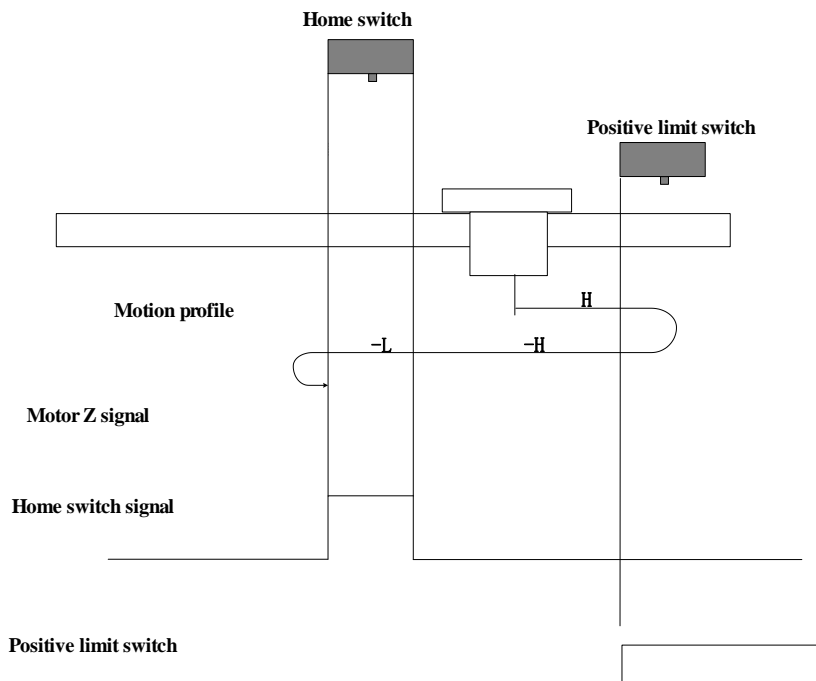 Home switch
Positive limit switch
H
Motion profile
-L
-H
Motor Z signal
Home switch signal
Positive limit switch